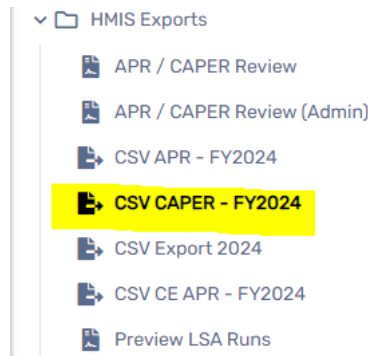 HMIS Exports
APR / CAPER Review
APR / CAPER Review (Admin)
CSV APR - FY2024
CSV CAPER - FY2024
CSV Export 2024
CSV CE APR - FY2024
Preview LSA Runs